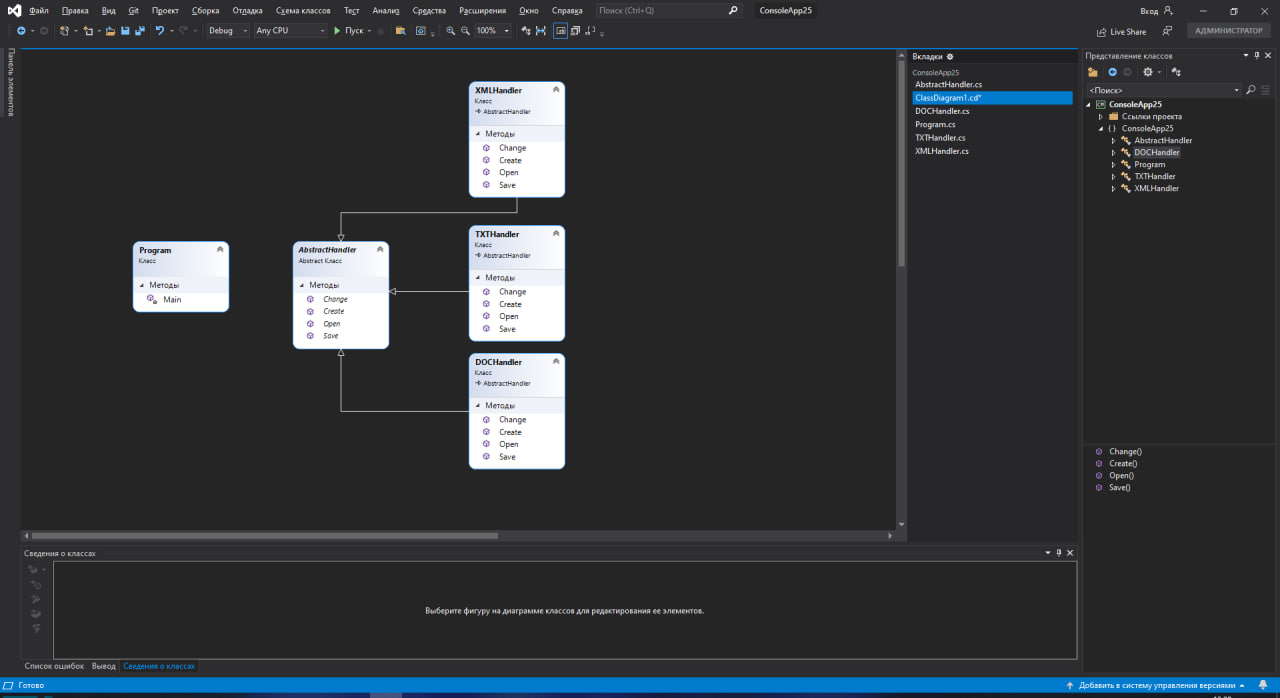 Файл Правка Вид Git Проект Сборка Отладка Схема классов Тест Анализ Средства Расширения Окно Справка Поиск (Ctrl+Q) ConsoleApp25 Вход
Debug Any CPU Пуск 100% Live Share АДМИНИСТРАТОР
Панель элементов
XMLHandler
Класс
AbstractHandler
Методы
Change
Create
Open
Save
Program
Класс
Методы
Main
AbstractHandler
Abstract Класс
Методы
Change
Create
Open
Save
TXTHandler
Класс
AbstractHandler
Методы
Change
Create
Open
Save
DOCHandler
Класс
AbstractHandler
Методы
Change
Create
Open
Save
Вкладки
ConsoleApp25
AbstractHandler.cs
ClassDiagram1.cd*
DOCHandler.cs
Program.cs
TXTHandler.cs
XMLHandler.cs
Представление классов
<Поиск>
ConsoleApp25
Ссылки проекта
{ } ConsoleApp25
AbstractHandler
DOCHandler
Program
TXTHandler
XMLHandler
Change()
Create()
Open()
Save()
Сведения о классах
Выберите фигуру на диаграмме классов для редактирования ее элементов.
Список ошибок Вывод Сведения о классах
Готово Добавить в систему управления версиями